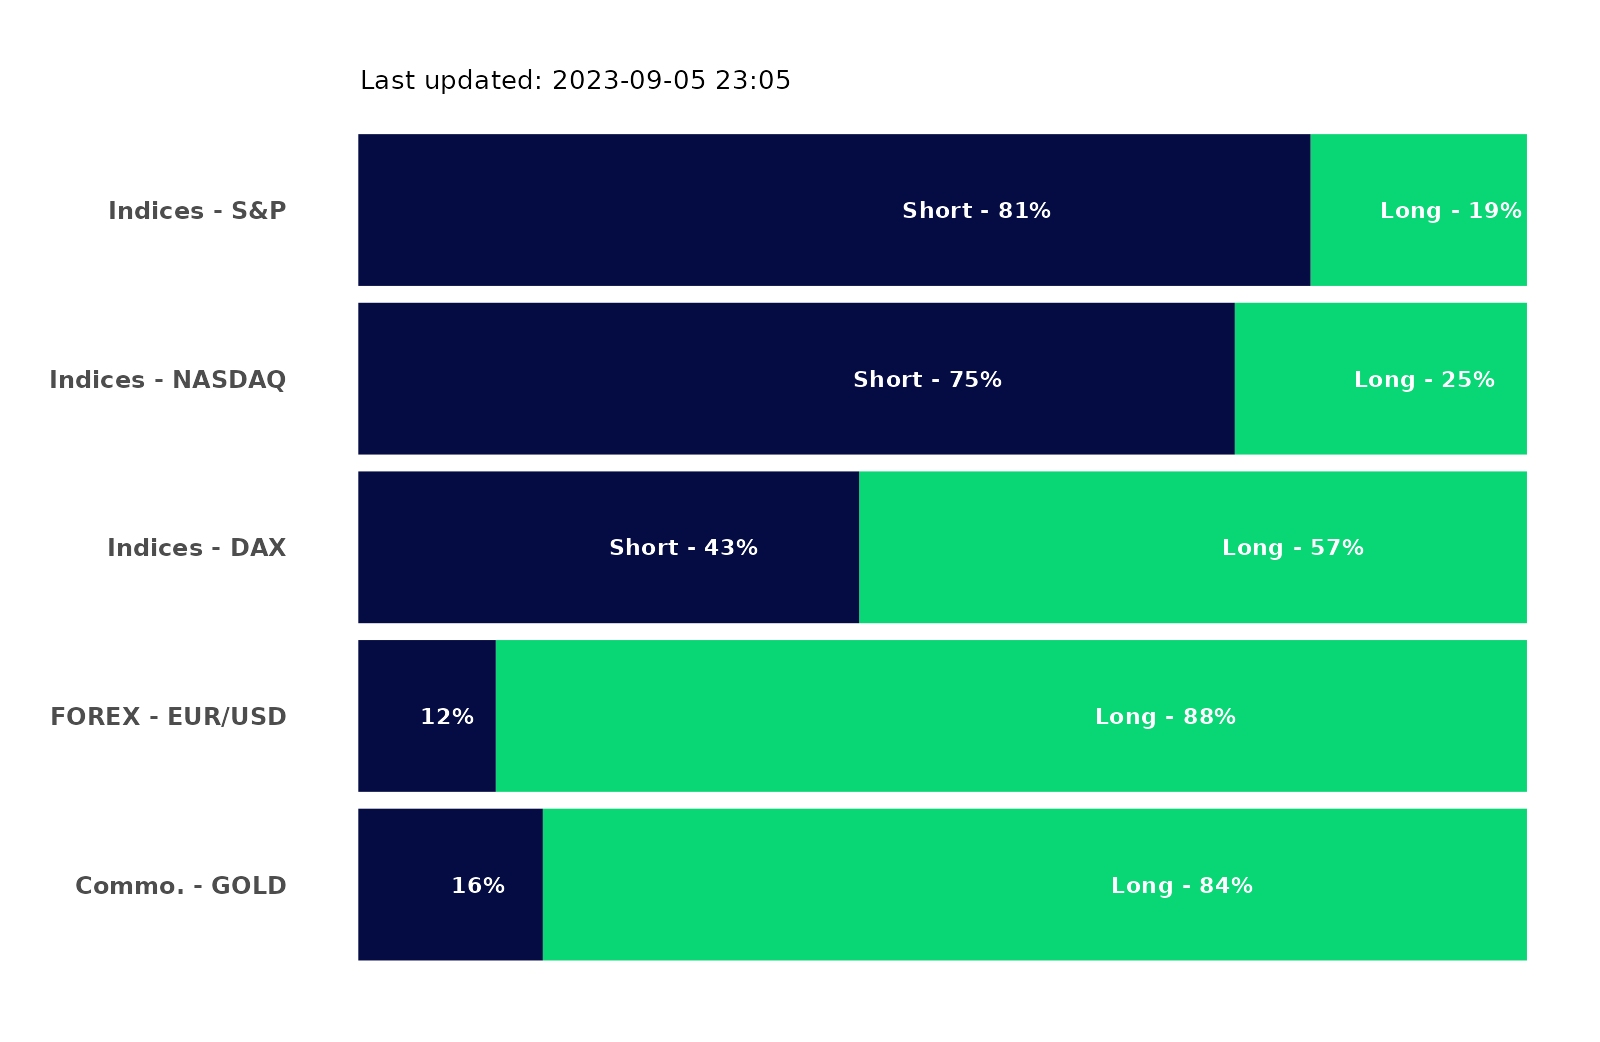 Last updated: 2023-09-05 23:05
Indices - S&P Short - 81% Long - 19%
Indices - NASDAQ Short - 75% Long - 25%
Indices - DAX Short - 43% Long - 57%
FOREX - EUR/USD 12% Long - 88%
Commo. - GOLD 16% Long - 84%